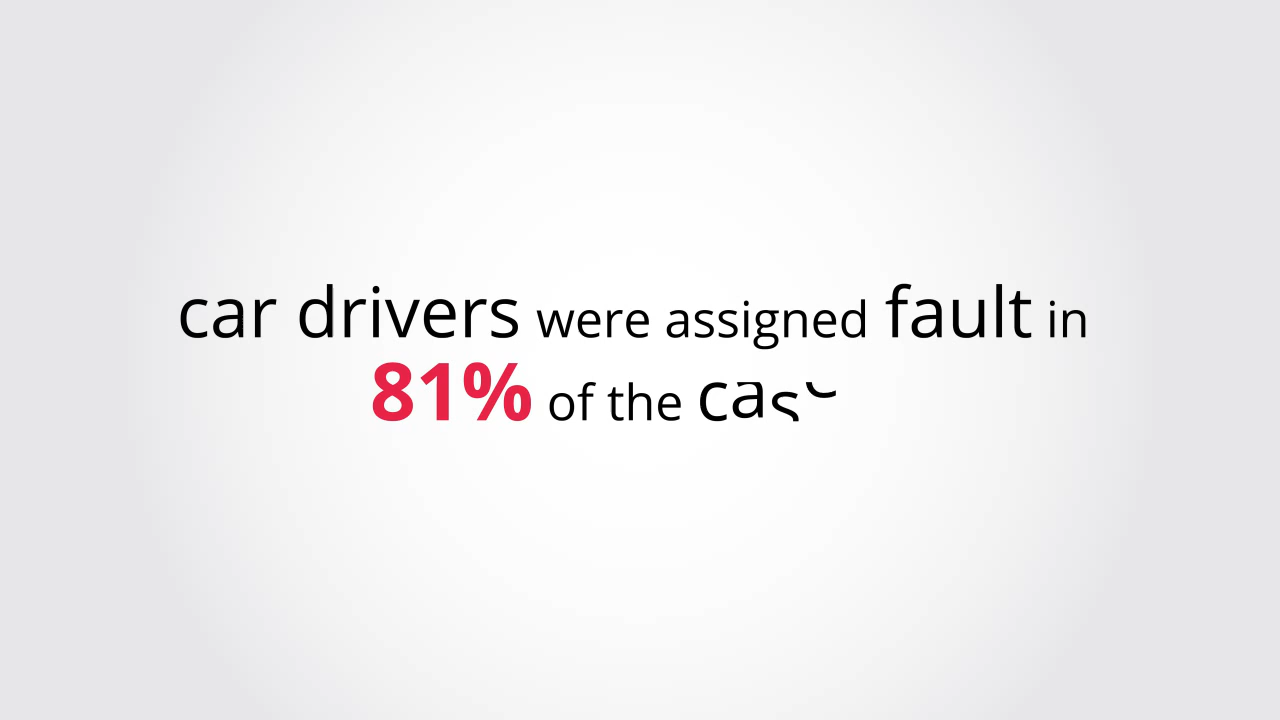 car drivers were assigned fault in
81% of the